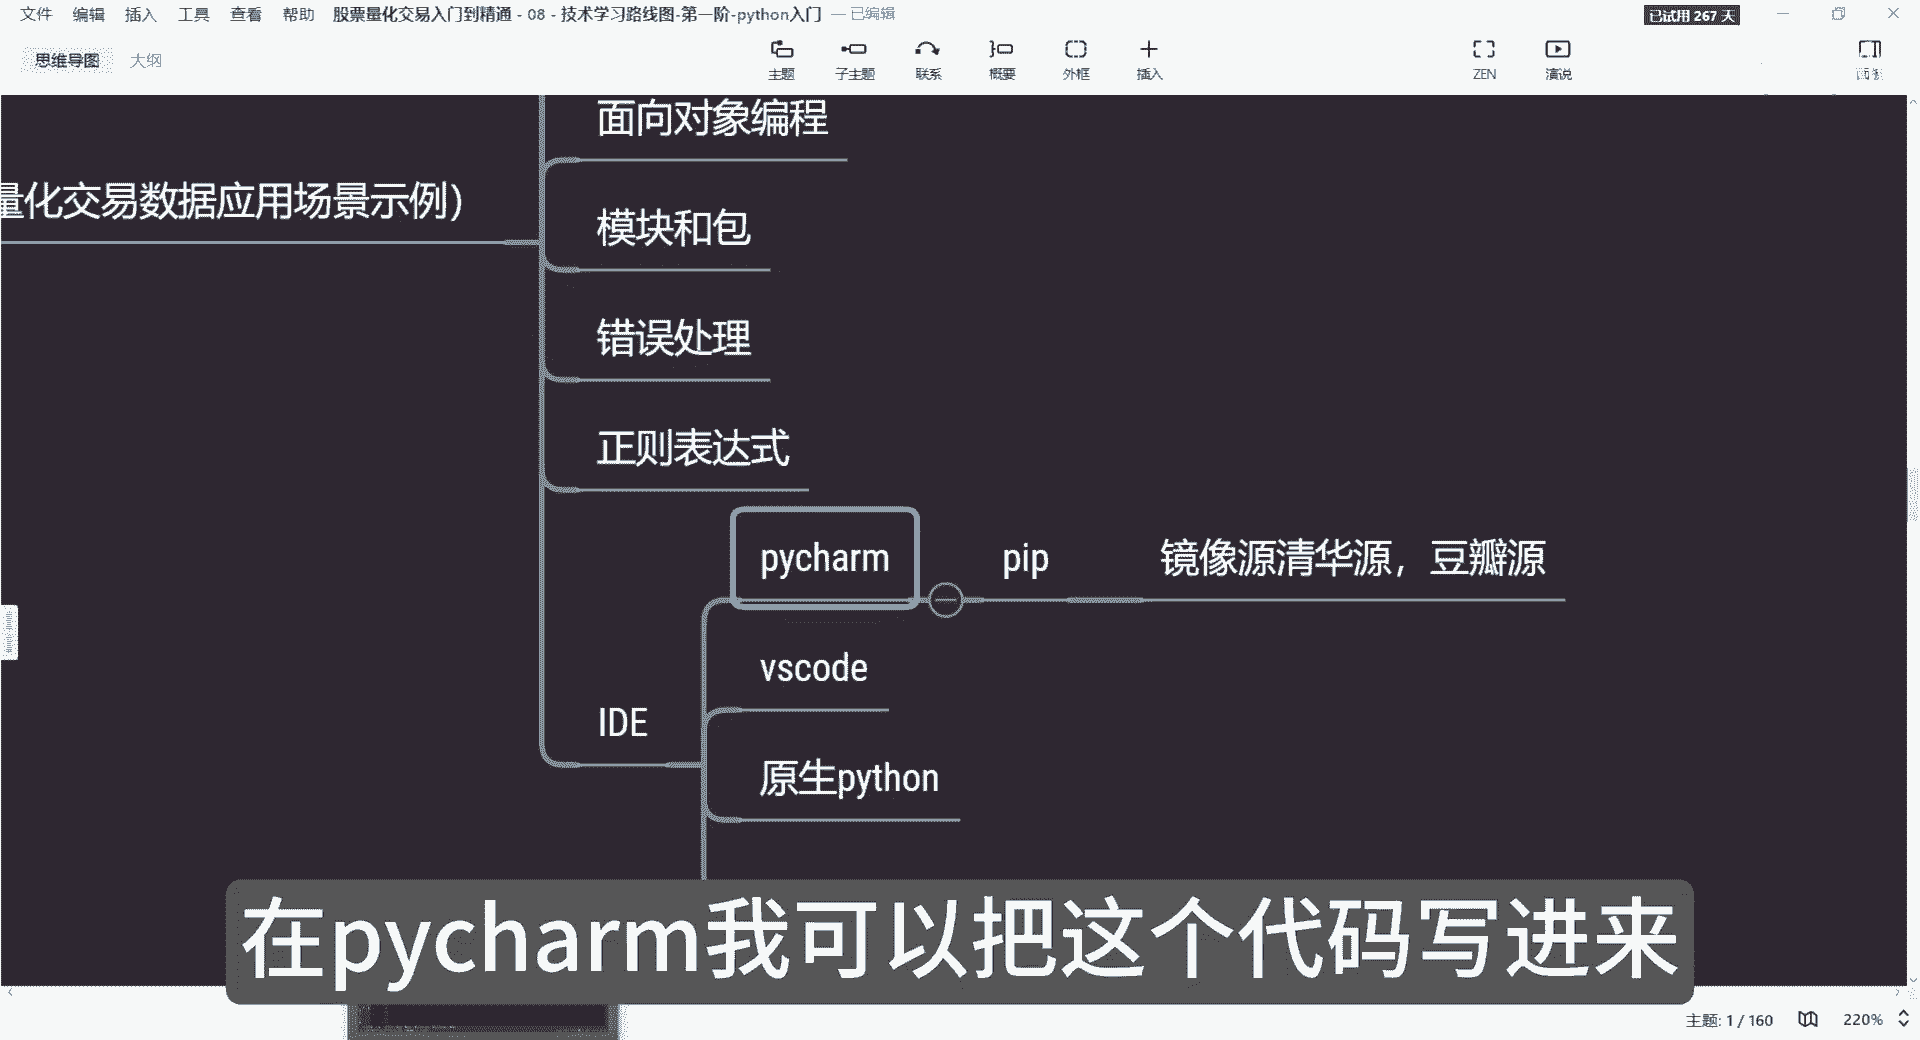 文件 编辑 插入 工具 查看 帮助 股票量化交易入门到精通 - 08 - 技术学习路线图-第一阶-python入门 — 已编辑 已试用 267 天
思维导图 大纲 主题 子主题 联系 概要 外框 插入 ZEN 演说
面向对象编程
量化交易数据应用场景示例)
模块和包
错误处理
正则表达式
pycharm pip 镜像源清华源，豆瓣源
vscode
IDE
原生python
在pycharm我可以把这个代码写进来
主题: 1 / 160 220%